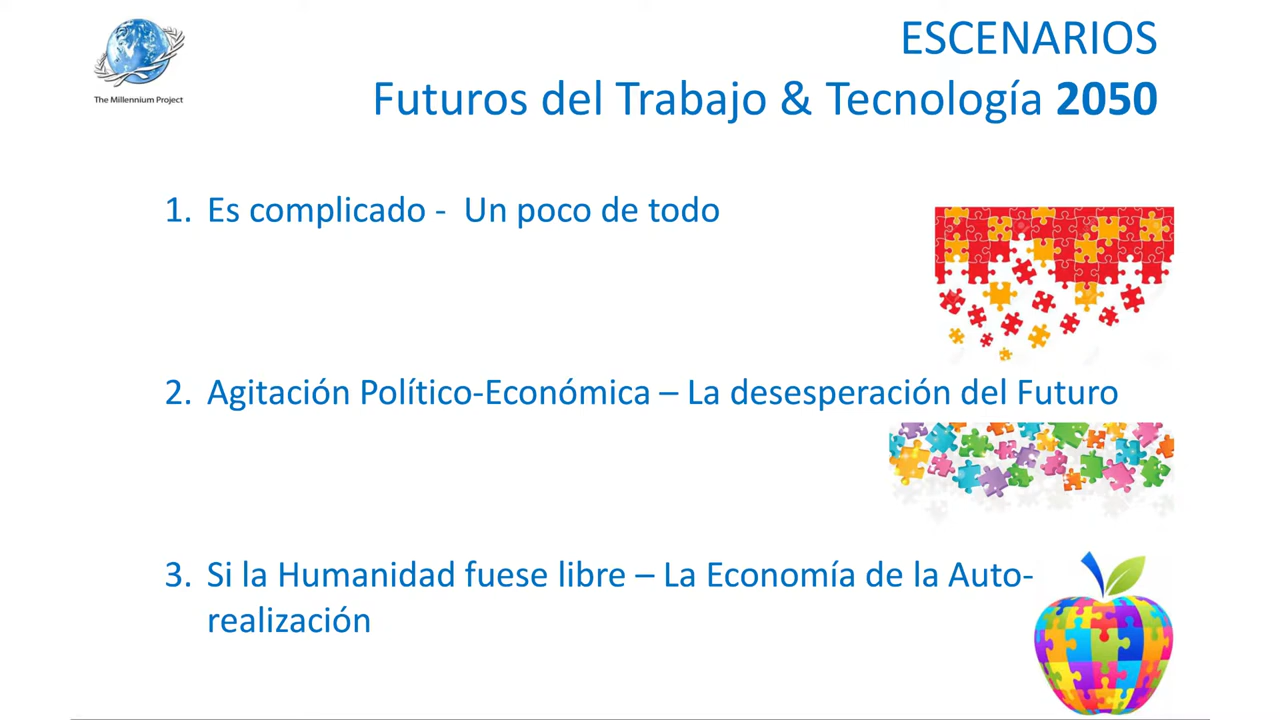 The Millennium Project
ESCENARIOS
Futuros del Trabajo & Tecnología 2050
1. Es complicado - Un poco de todo
2. Agitación Político-Económica – La desesperación del Futuro
3. Si la Humanidad fuese libre – La Economía de la Auto-
realización